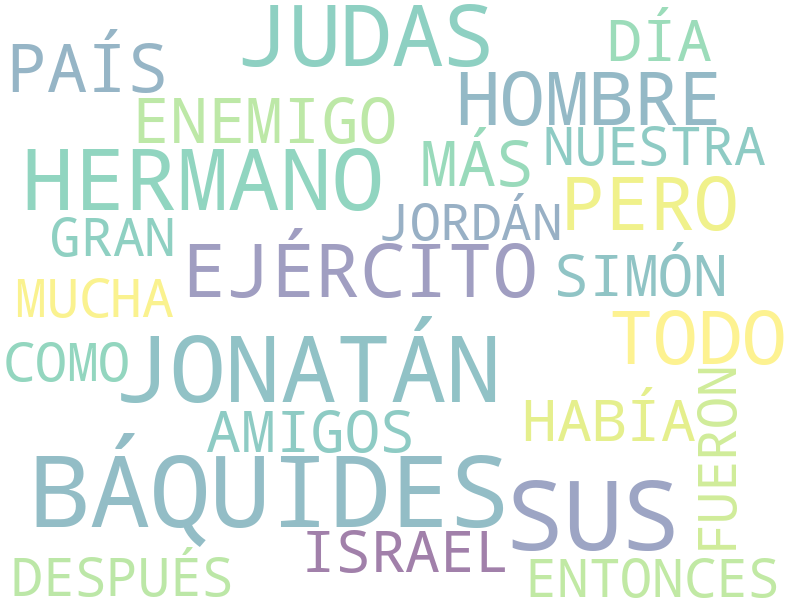 JUDAS
DÍA
PAÍS
HOMBRE
ENEMIGO
NUESTRA
MÁS
HERMANO
PERO
JORDÁN
GRAN
EJÉRCITO
SIMÓN
MUCHA
TODO
COMO
JONATÁN
FUERON
HABÍA
AMIGOS
BÁQUIDES
SUS
ISRAEL
DESPUÉS
ENTONCES